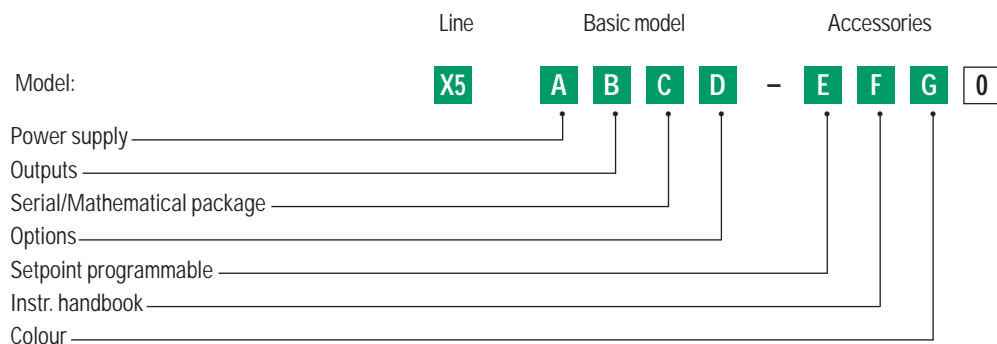 Line Basic model Accessories
Model: X5 A B C D – E F G 0
Power supply
Outputs
Serial/Mathematical package
Options
Setpoint programmable
Instr. handbook
Colour